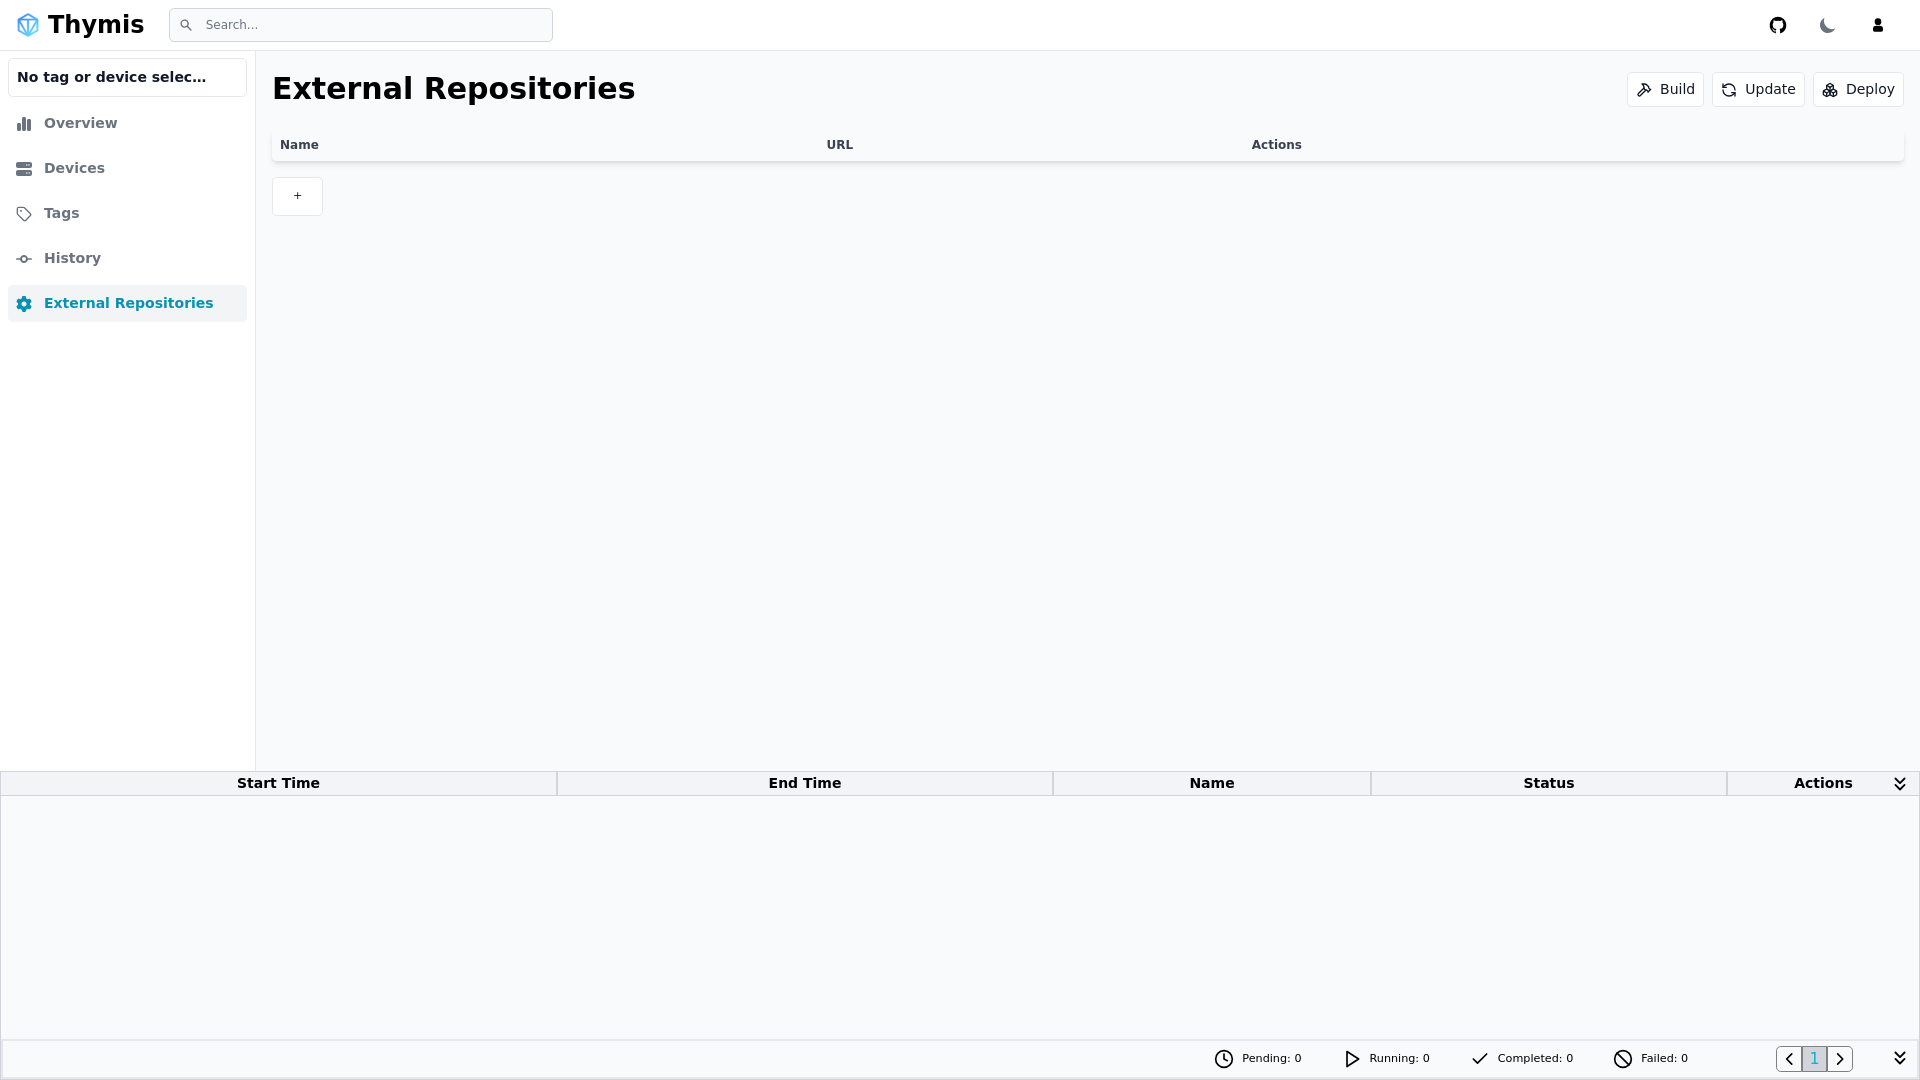 Thymis
Search...
No tag or device selec...
Overview
Devices
Tags
History
External Repositories
External Repositories
Build
Update
Deploy
Name URL Actions
+
Start Time End Time Name Status Actions
Pending: 0 Running: 0 Completed: 0 Failed: 0 1